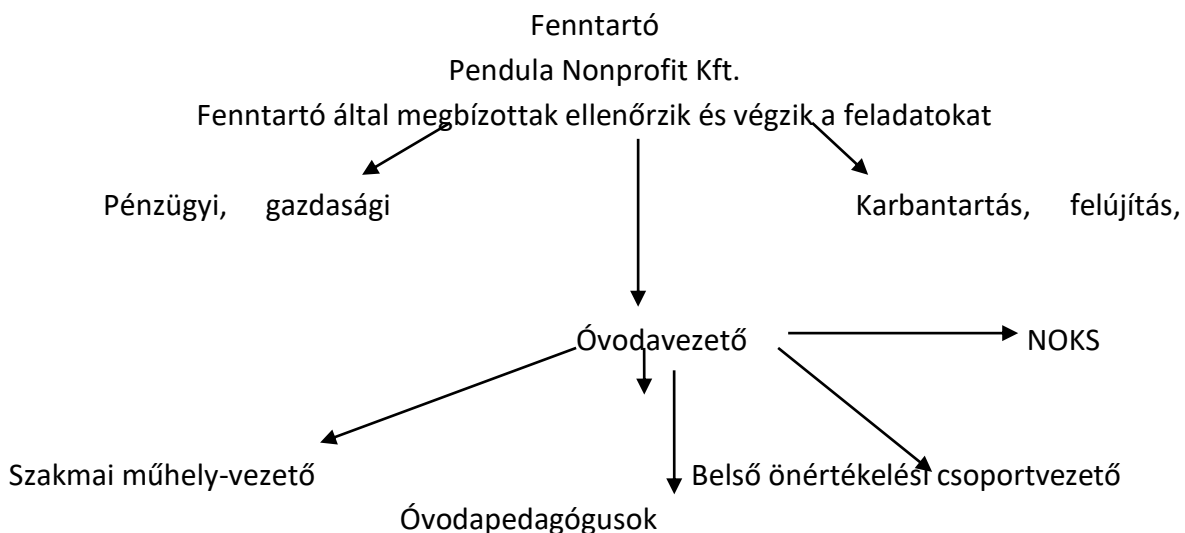 Fenntartó
Pendula Nonprofit Kft.
Fenntartó által megbízottak ellenőrzik és végzik a feladatokat
Pénzügyi, gazdasági
Karbantartás, felújítás,
Óvodavezető
NOKS
Szakmai műhely-vezető
Belső önértékelési csoportvezető
Óvodapedagógusok